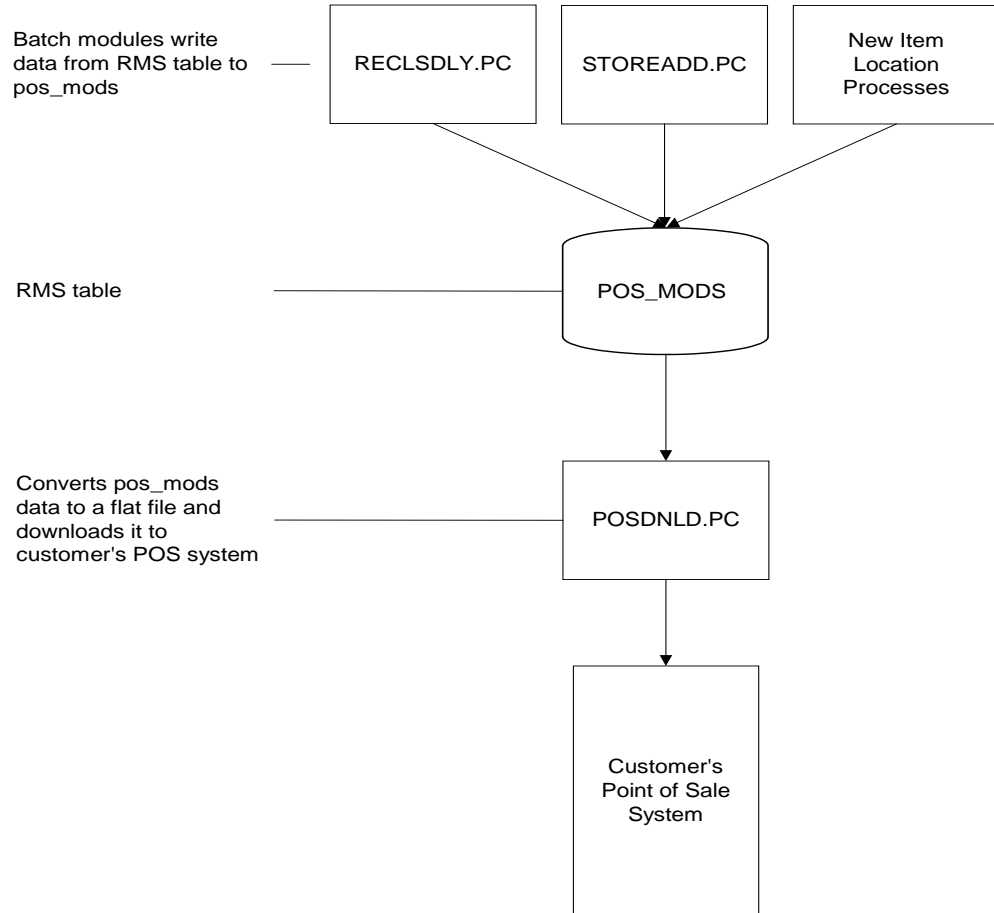 Batch modules write
data from RMS table to
pos_mods
RECLSDLY.PC
STOREADD.PC
New Item
Location
Processes
RMS table
POS_MODS
Converts pos_mods
data to a flat file and
downloads it to
customer's POS system
POSDNLD.PC
Customer's
Point of Sale
System